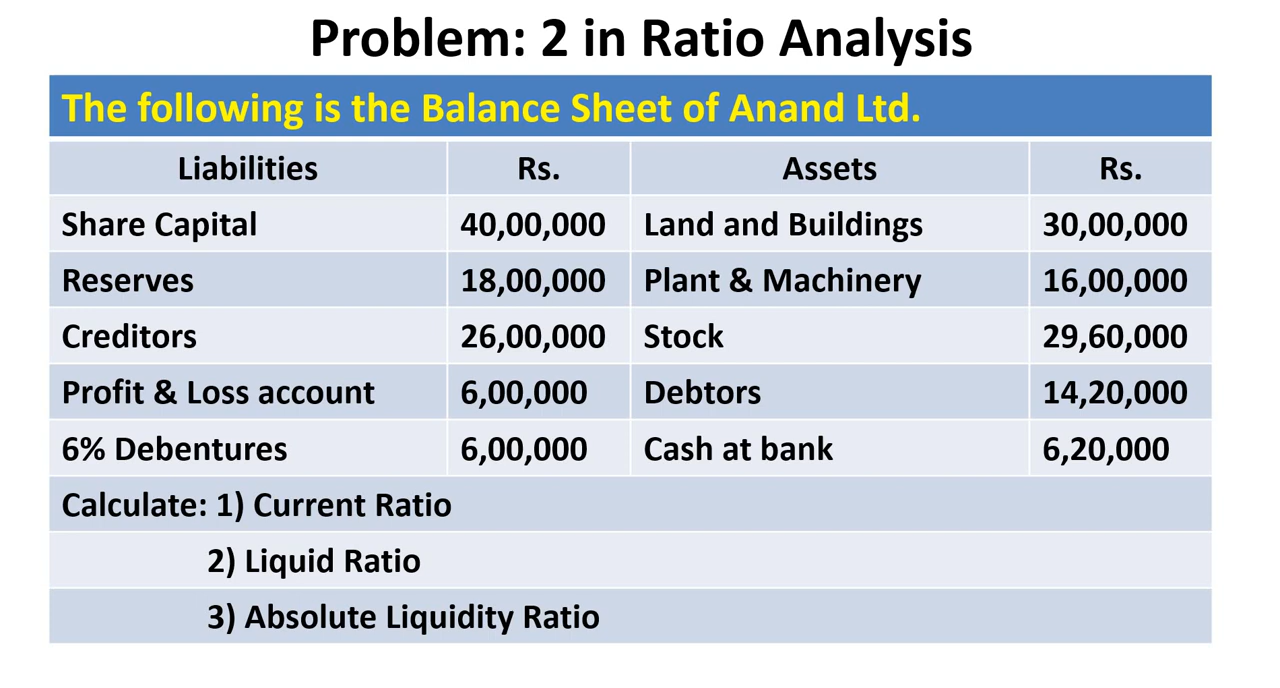 Problem: 2 in Ratio Analysis
The following is the Balance Sheet of Anand Ltd.
Liabilities Rs. Assets Rs.
Share Capital 40,00,000 Land and Buildings 30,00,000
Reserves 18,00,000 Plant & Machinery 16,00,000
Creditors 26,00,000 Stock 29,60,000
Profit & Loss account 6,00,000 Debtors 14,20,000
6% Debentures 6,00,000 Cash at bank 6,20,000
Calculate: 1) Current Ratio
2) Liquid Ratio
3) Absolute Liquidity Ratio